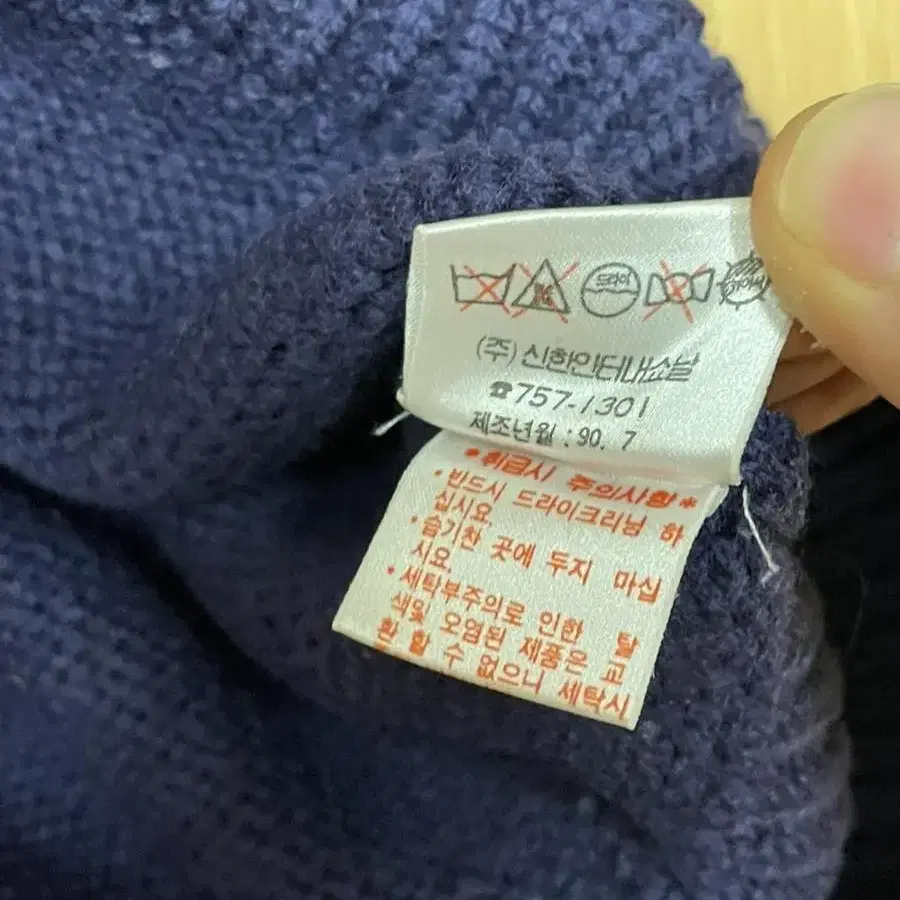 드라이
(주) 신한인터내쇼날
☎757-1301
제조년월 : 90. 7
*취급시 주의사항*
· 반드시 드라이크리닝 하
십시요
· 습기찬 곳에 두지 마십
시요.
· 세탁부주의로 인한 탈
색및 오염된 제품은 교
환 할 수 없으니 세탁시